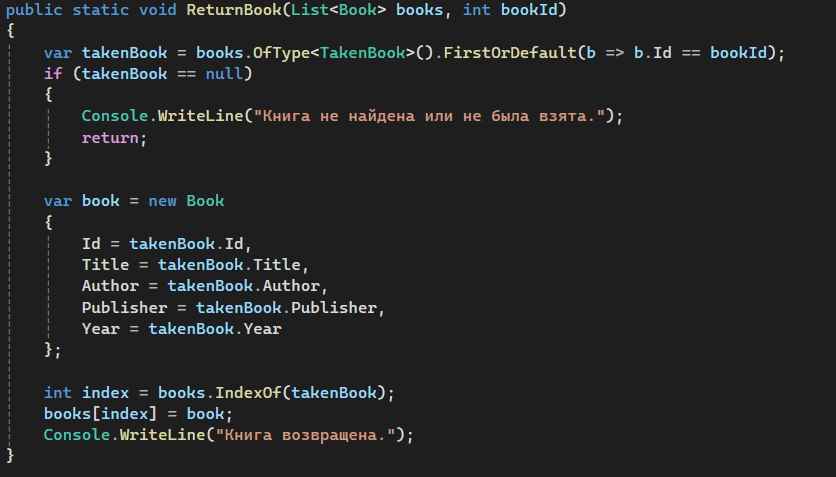 public static void ReturnBook(List<Book> books, int bookId)
{
    var takenBook = books.OfType<TakenBook>().FirstOrDefault(b => b.Id == bookId);
    if (takenBook == null)
    {
        Console.WriteLine("Книга не найдена или не была взята.");
        return;
    }

    var book = new Book
    {
        Id = takenBook.Id,
        Title = takenBook.Title,
        Author = takenBook.Author,
        Publisher = takenBook.Publisher,
        Year = takenBook.Year
    };

    int index = books.IndexOf(takenBook);
    books[index] = book;
    Console.WriteLine("Книга возвращена.");
}